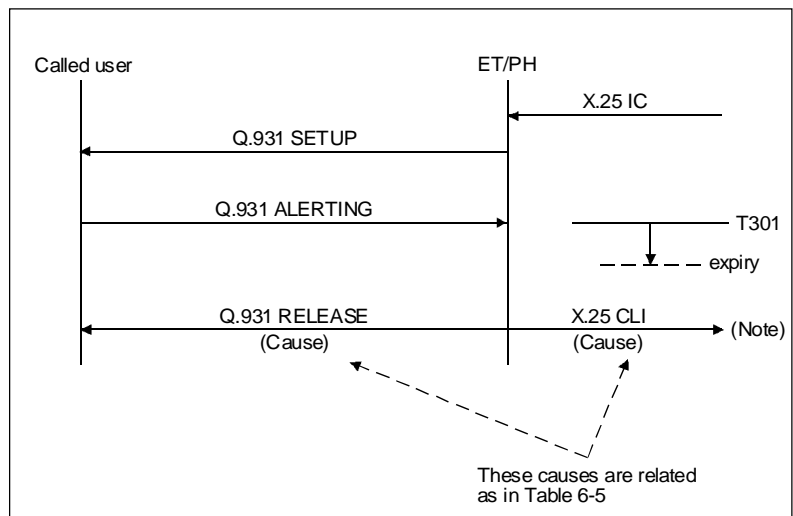 Called user
ET/PH
X.25 IC
Q.931 SETUP
Q.931 ALERTING
T301
expiry
Q.931 RELEASE
(Cause)
X.25 CLI
(Cause)
(Note)
These causes are related
as in Table 6-5